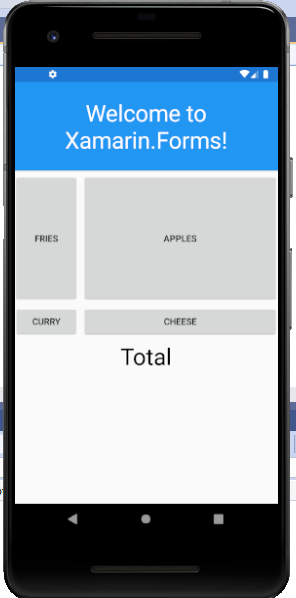 Welcome to
Xamarin.Forms!
FRIES
APPLES
CURRY
CHEESE
Total